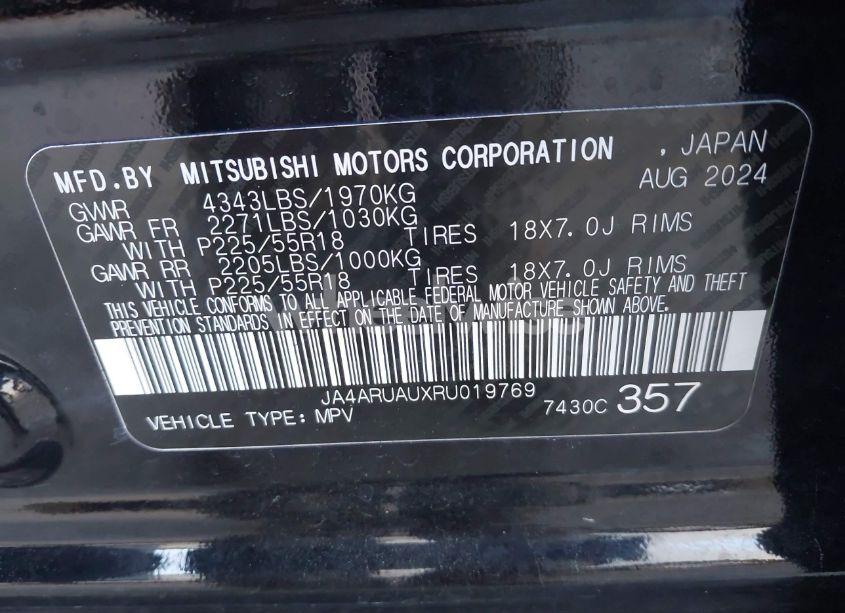 MFD.BY MITSUBISHI MOTORS CORPORATION , JAPAN
AUG 2024
GVWR 4343LBS/1970KG
GAWR FR 2271LBS/1030KG
WITH P225/55R18 TIRES 18X7.0J RIMS
GAWR RR 2205LBS/1000KG
WITH P225/55R18 TIRES 18X7.0J RIMS
THIS VEHICLE CONFORMS TO ALL APPLICABLE FEDERAL MOTOR VEHICLE SAFETY AND THEFT
PREVENTION STANDARDS IN EFFECT ON THE DATE OF MANUFACTURE SHOWN ABOVE.
JA4ARUAUXRU019769
VEHICLE TYPE: MPV 7430C 357